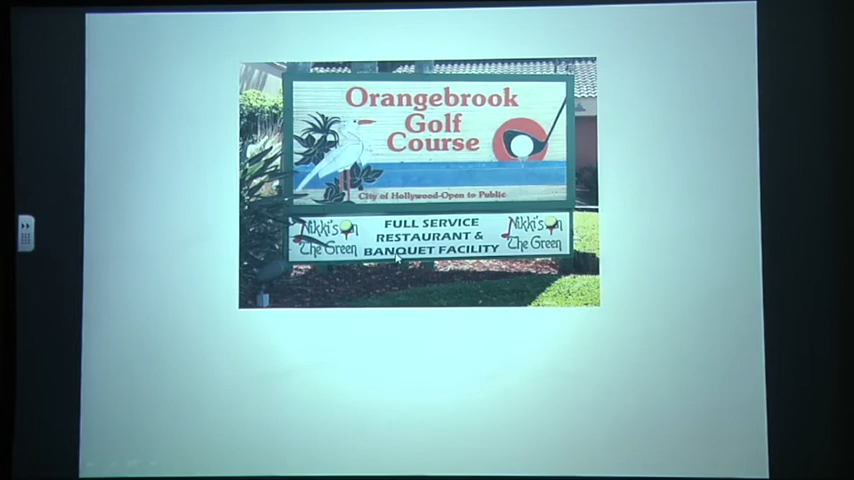 Orangebrook
Golf
Course
City of Hollywood-Open to Public
Nikki's On
The Green
FULL SERVICE
RESTAURANT &
BANQUET FACILITY
Nikki's On
The Green